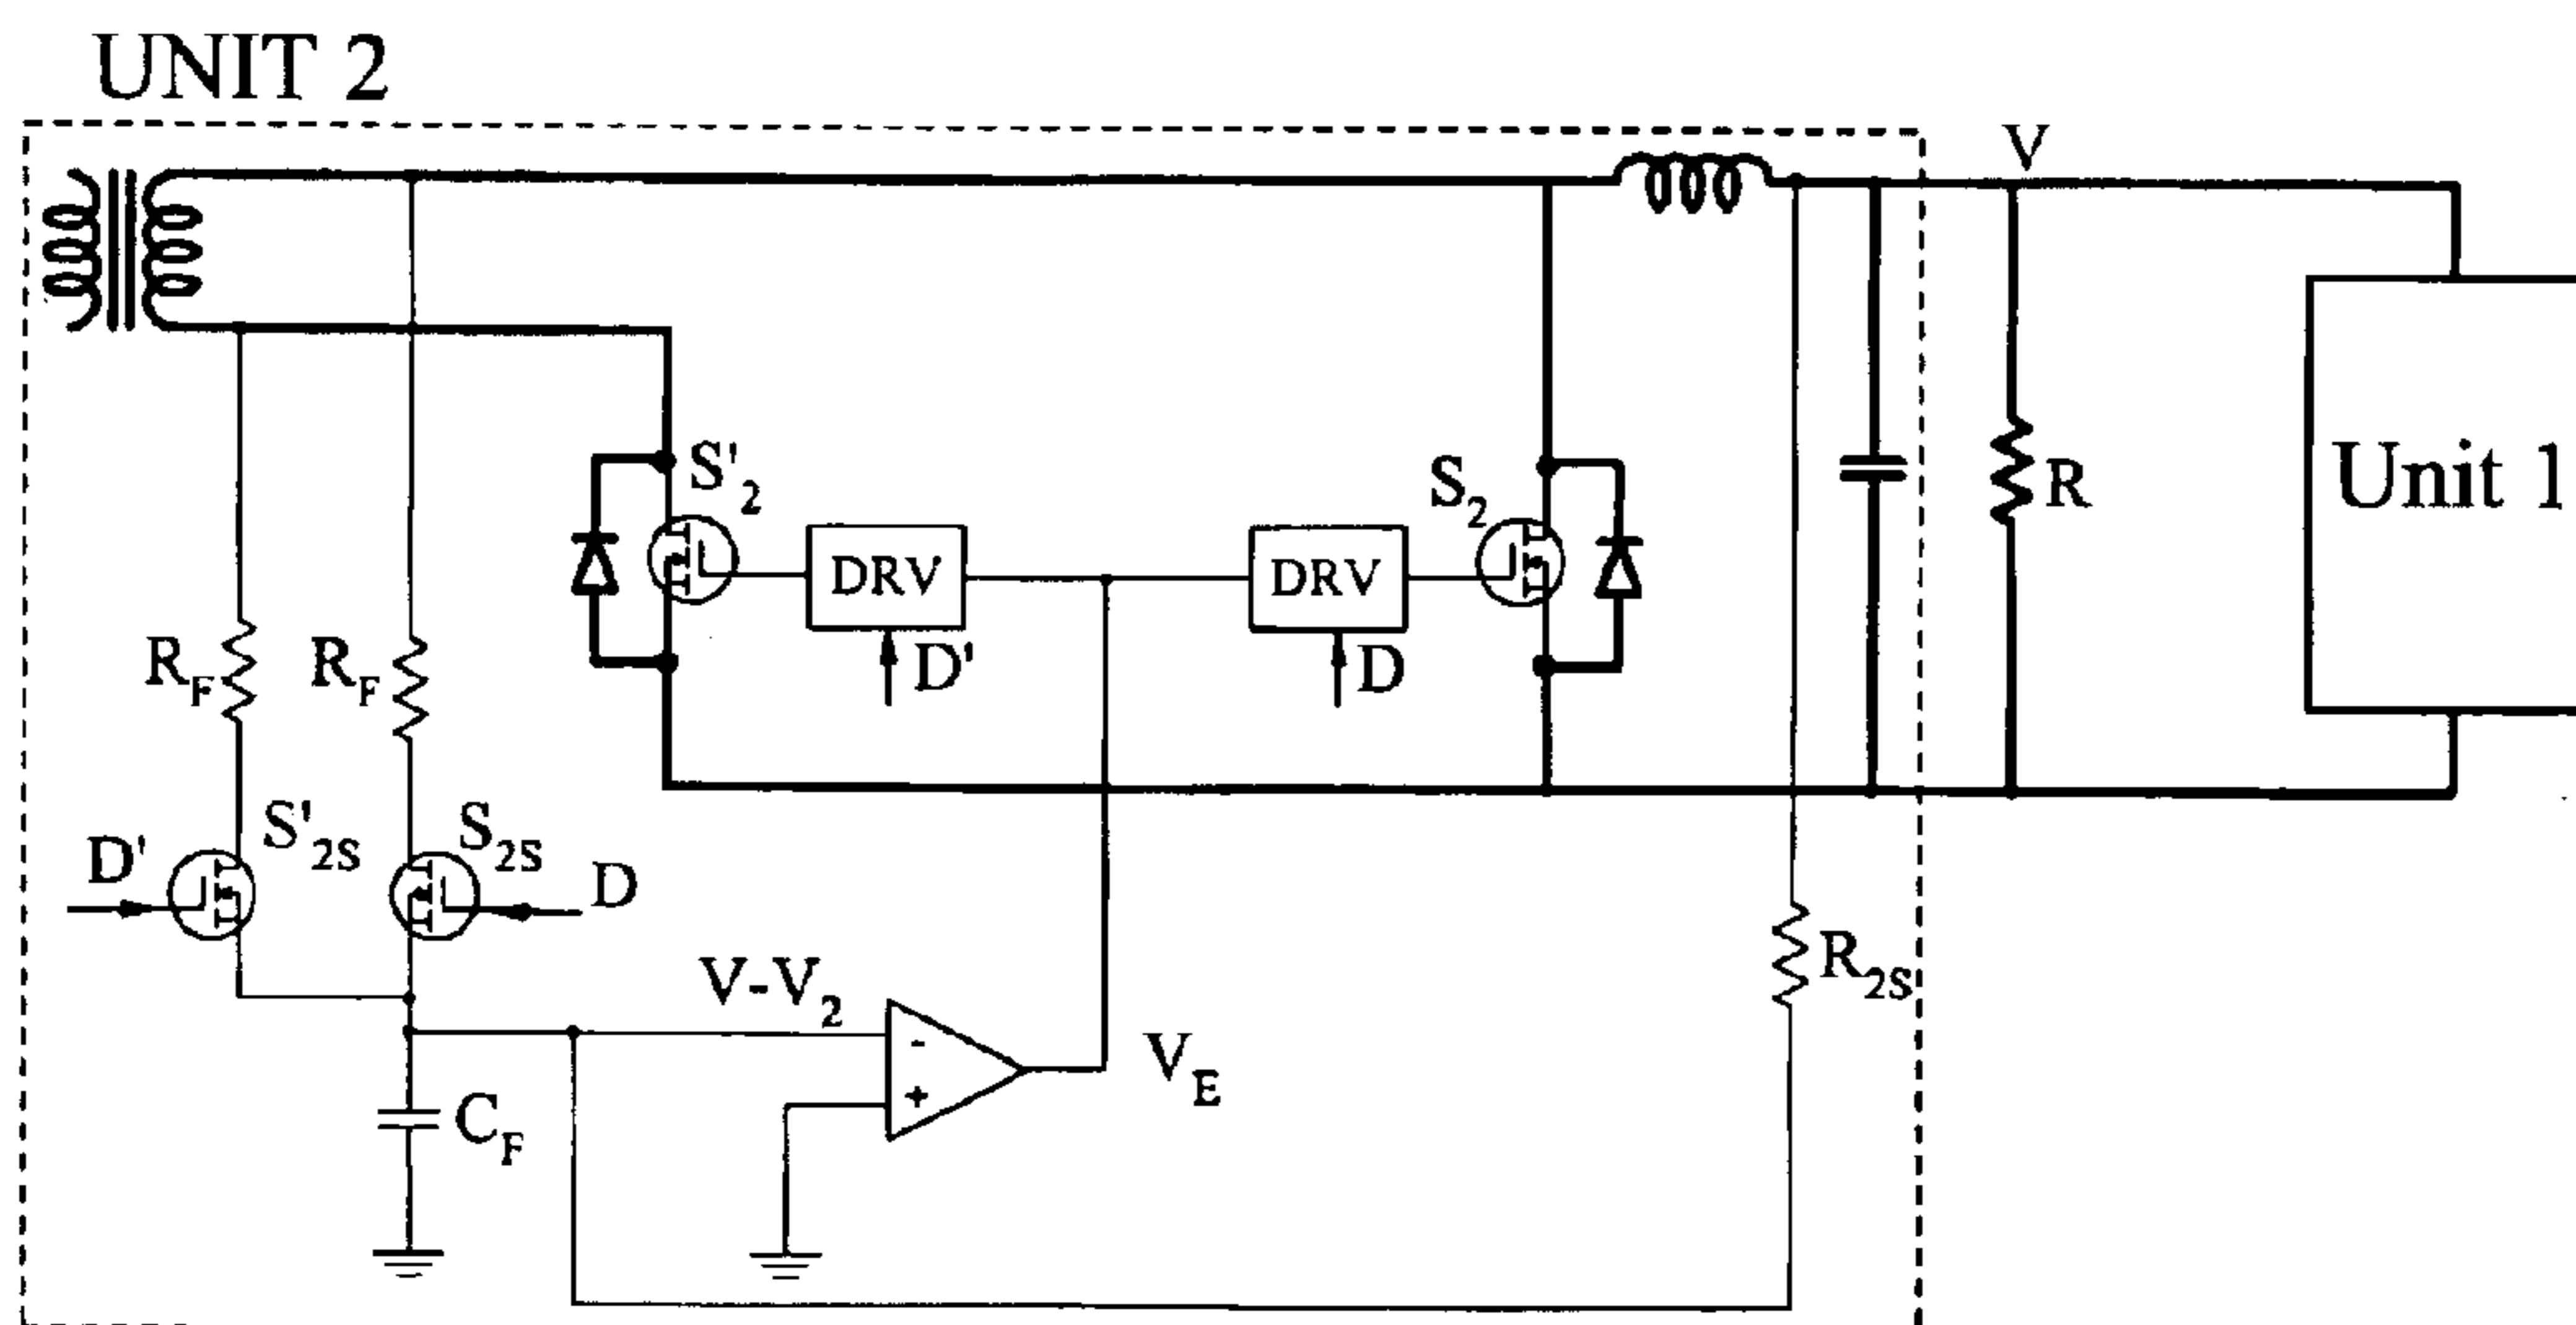 UNIT 2
V
S'2
S2
R
Unit 1
DRV
DRV
RF
RF
D'
D
S'2S
S2S
D'
D
V-V2
R2S
-
+
VE
CF